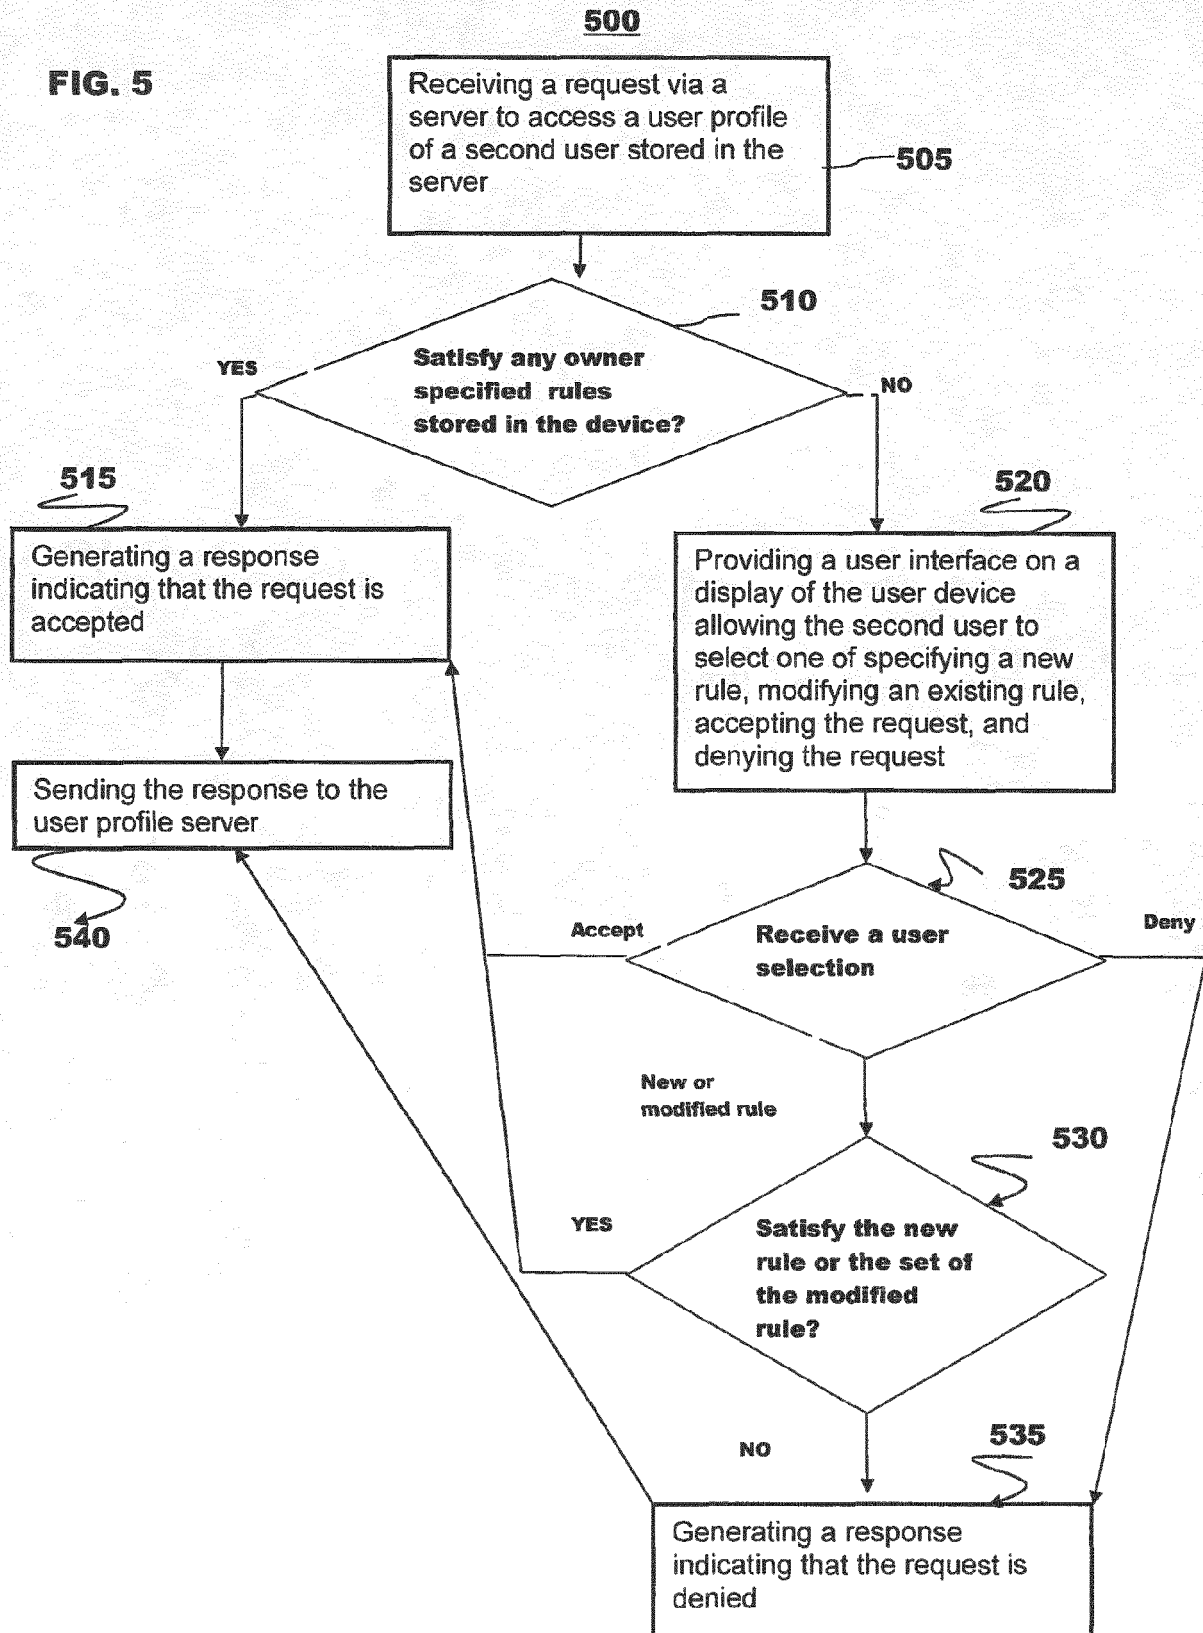 500
FIG. 5
Receiving a request via a
server to access a user profile
of a second user stored in the
server
505
510
Satisfy any owner
specified rules
stored in the device?
YES
NO
515
Generating a response
indicating that the request is
accepted
520
Providing a user interface on a
display of the user device
allowing the second user to
select one of specifying a new
rule, modifying an existing rule,
accepting the request, and
denying the request
Sending the response to the
user profile server
540
525
Accept
Receive a user
selection
Deny
New or
modified rule
530
YES
Satisfy the new
rule or the set of
the modified
rule?
NO
535
Generating a response
indicating that the request is
denied